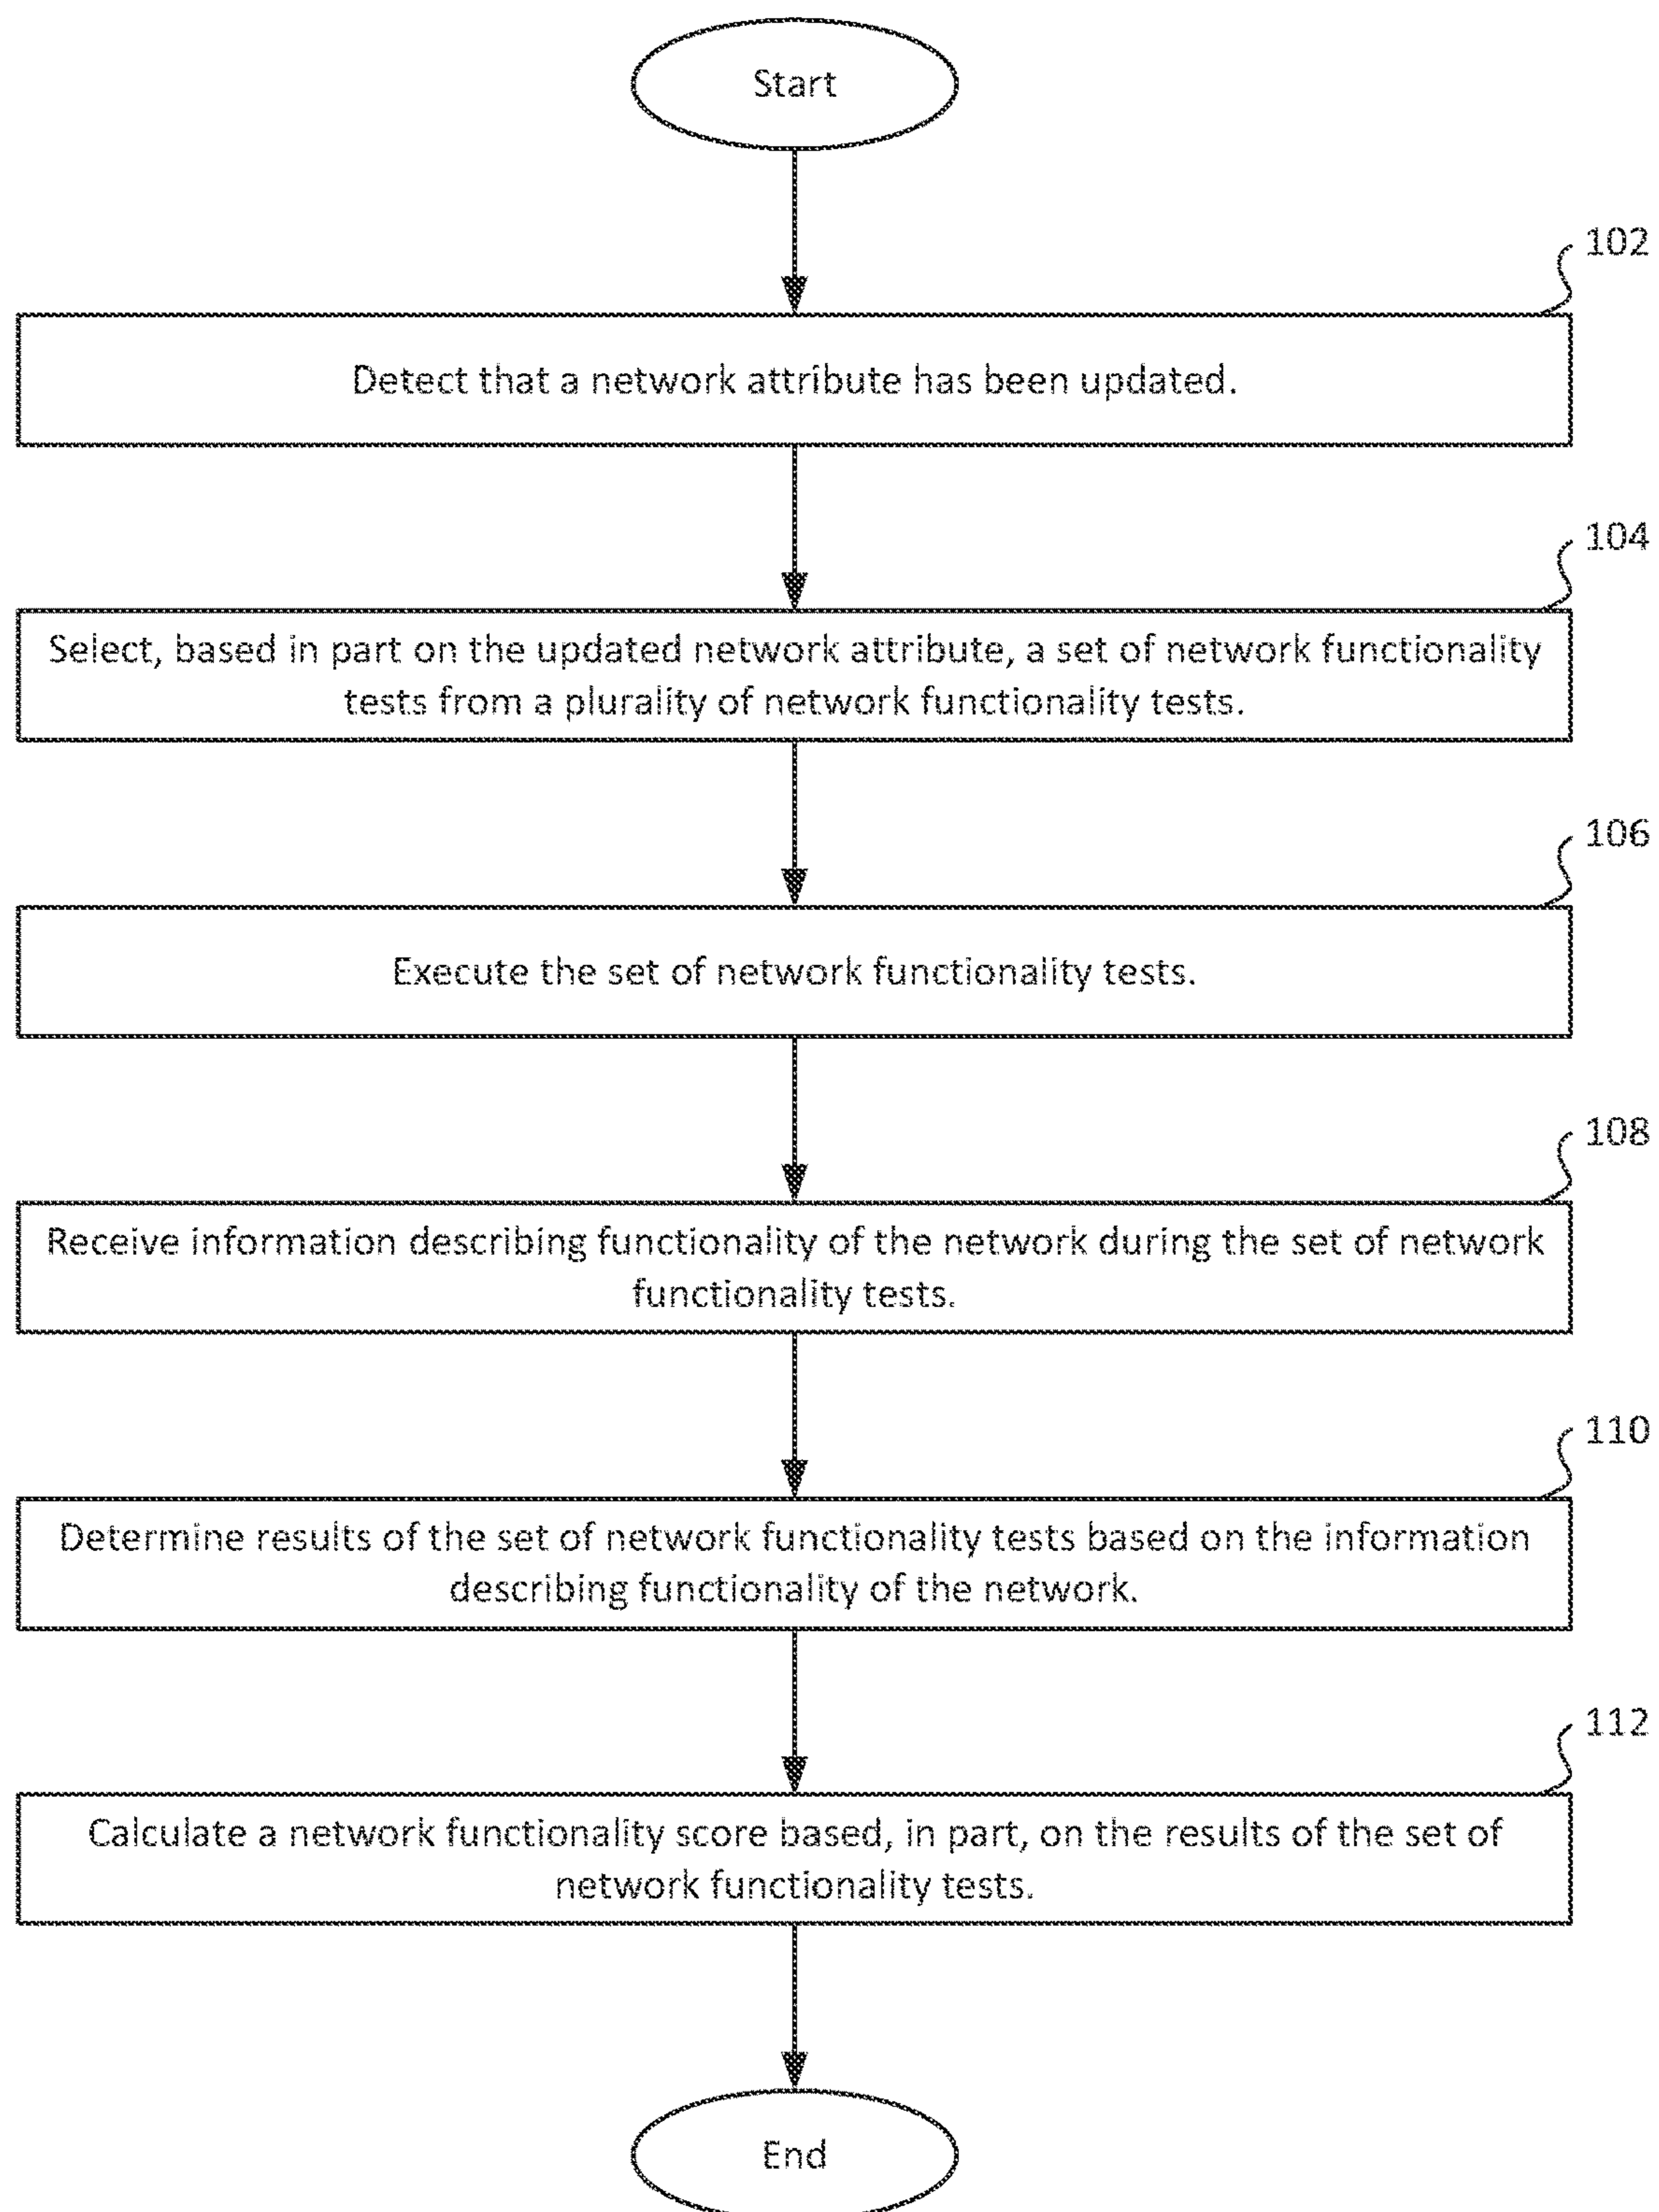 Start
102
Detect that a network attribute has been updated.
104
Select, based in part on the updated network attribute, a set of network functionality
tests from a plurality of network functionality tests.
106
Execute the set of network functionality tests.
108
Receive information describing functionality of the network during the set of network
functionality tests.
110
Determine results of the set of network functionality tests based on the information
describing functionality of the network.
112
Calculate a network functionality score based, in part, on the results of the set of
network functionality tests.
End